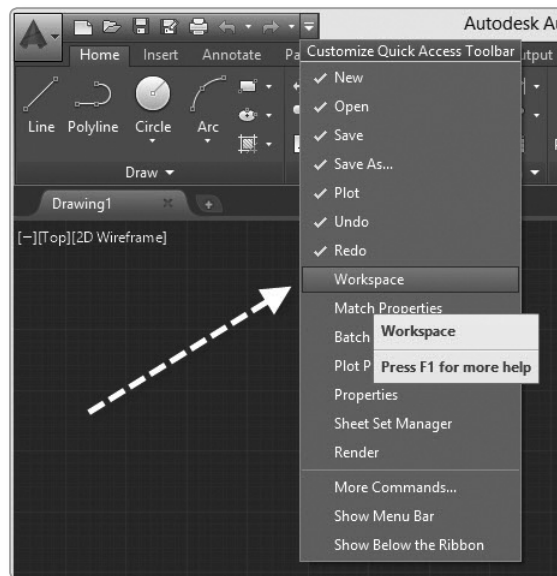 Autodesk Au
Home Insert Annotate Pa
tput
Customize Quick Access Toolbar
New
Open
Save
Save As...
Plot
Undo
Redo
Workspace
Match Properties
Batch
Plot P
Properties
Sheet Set Manager
Render
More Commands...
Show Menu Bar
Show Below the Ribbon
Workspace
Press F1 for more help
Line Polyline Circle Arc
Draw
Drawing1
[−][Top][2D Wireframe]